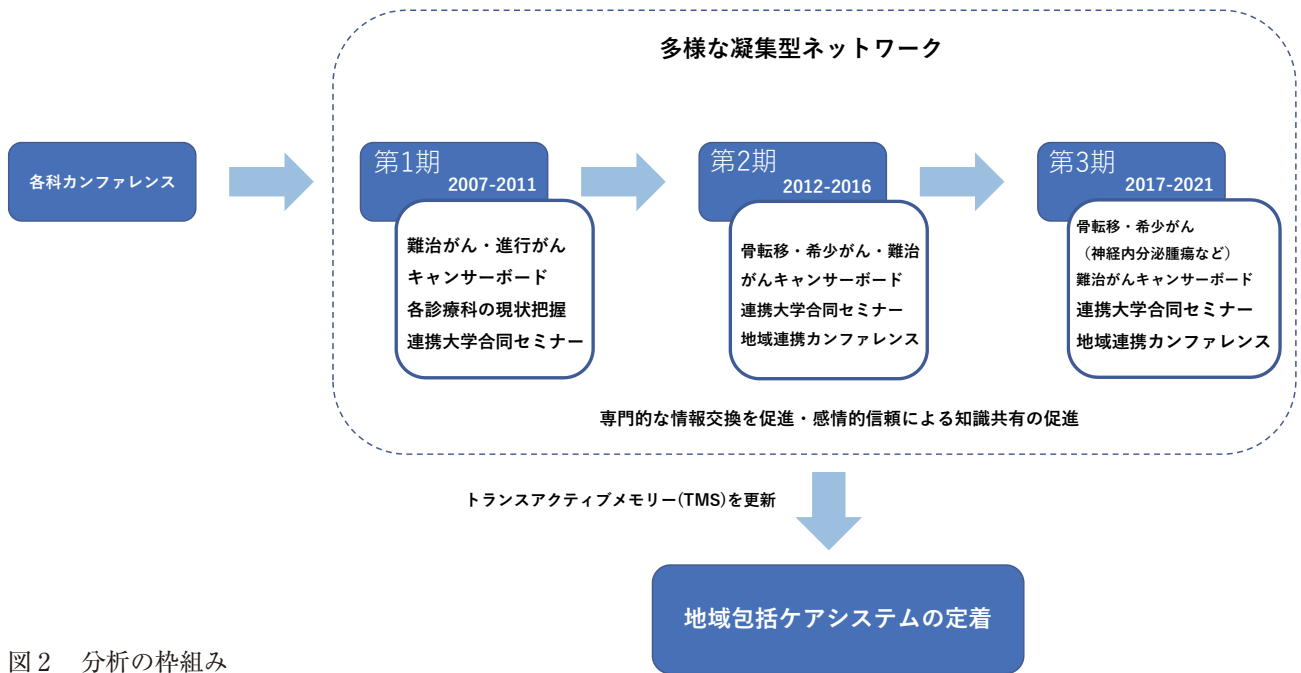 多様な凝集型ネットワーク
各科カンファレンス
第1期
2007-2011
難治がん・進行がん
キャンサーボード
各診療科の現状把握
連携大学合同セミナー
第2期
2012-2016
骨転移・希少がん・難治
がんキャンサーボード
連携大学合同セミナー
地域連携カンファレンス
第3期
2017-2021
骨転移・希少がん
（神経内分泌腫瘍など）
難治がんキャンサーボード
連携大学合同セミナー
地域連携カンファレンス
専門的な情報交換を促進・感情的信頼による知識共有の促進
トランスアクティブメモリー(TMS)を更新
地域包括ケアシステムの定着
図２　分析の枠組み